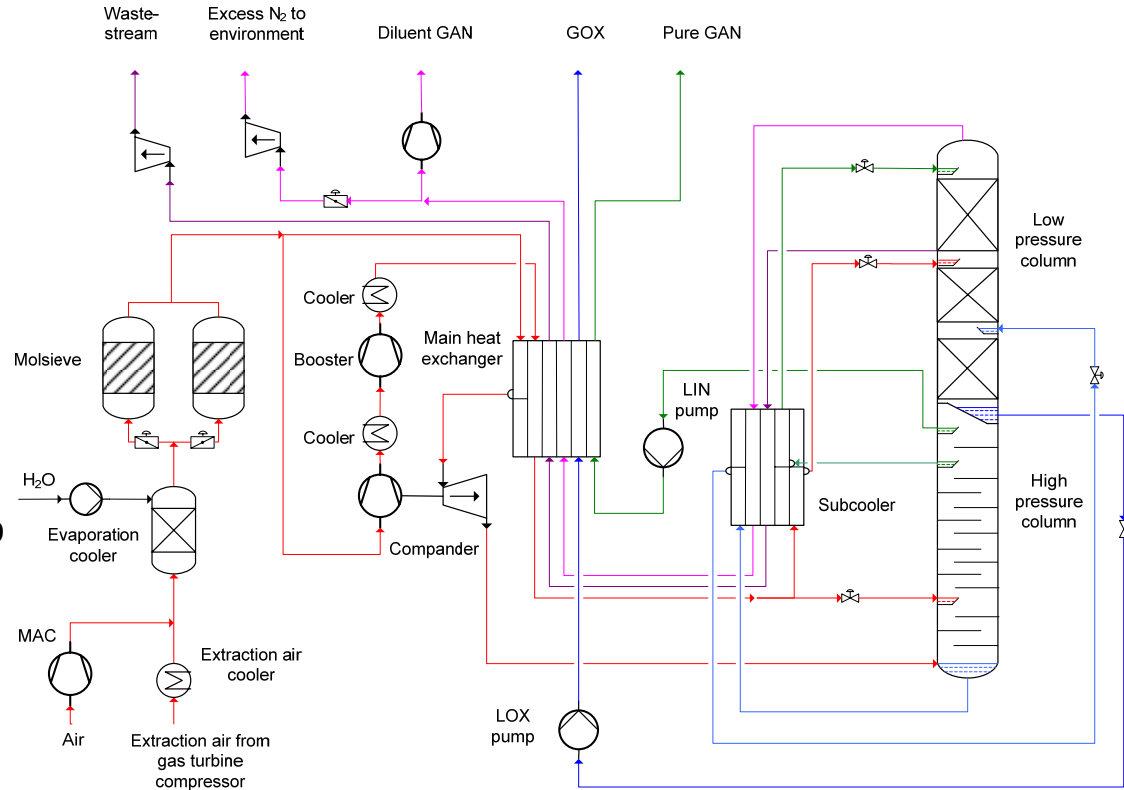 Waste-
stream
Excess N₂ to
environment
Diluent GAN
GOX
Pure GAN
Low
pressure
column
Cooler
Main heat
exchanger
Molsieve
Booster
LIN
pump
Cooler
H₂O
Subcooler
High
pressure
column
Evaporation
cooler
Compander
MAC
Extraction air
cooler
LOX
pump
Air
Extraction air from
gas turbine
compressor